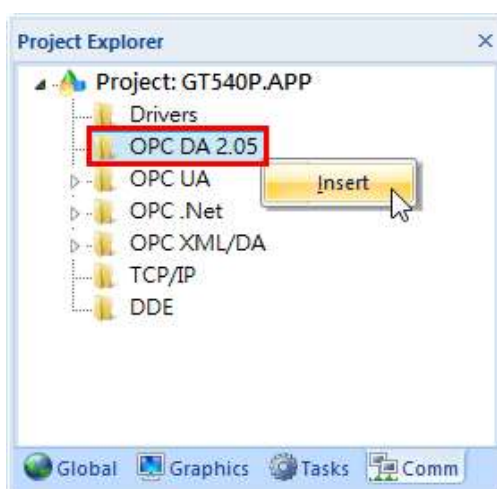 Project Explorer
Project: GT540P.APP
Drivers
OPC DA 2.05
OPC UA
Insert
OPC .Net
OPC XML/DA
TCP/IP
DDE
Global Graphics Tasks Comm